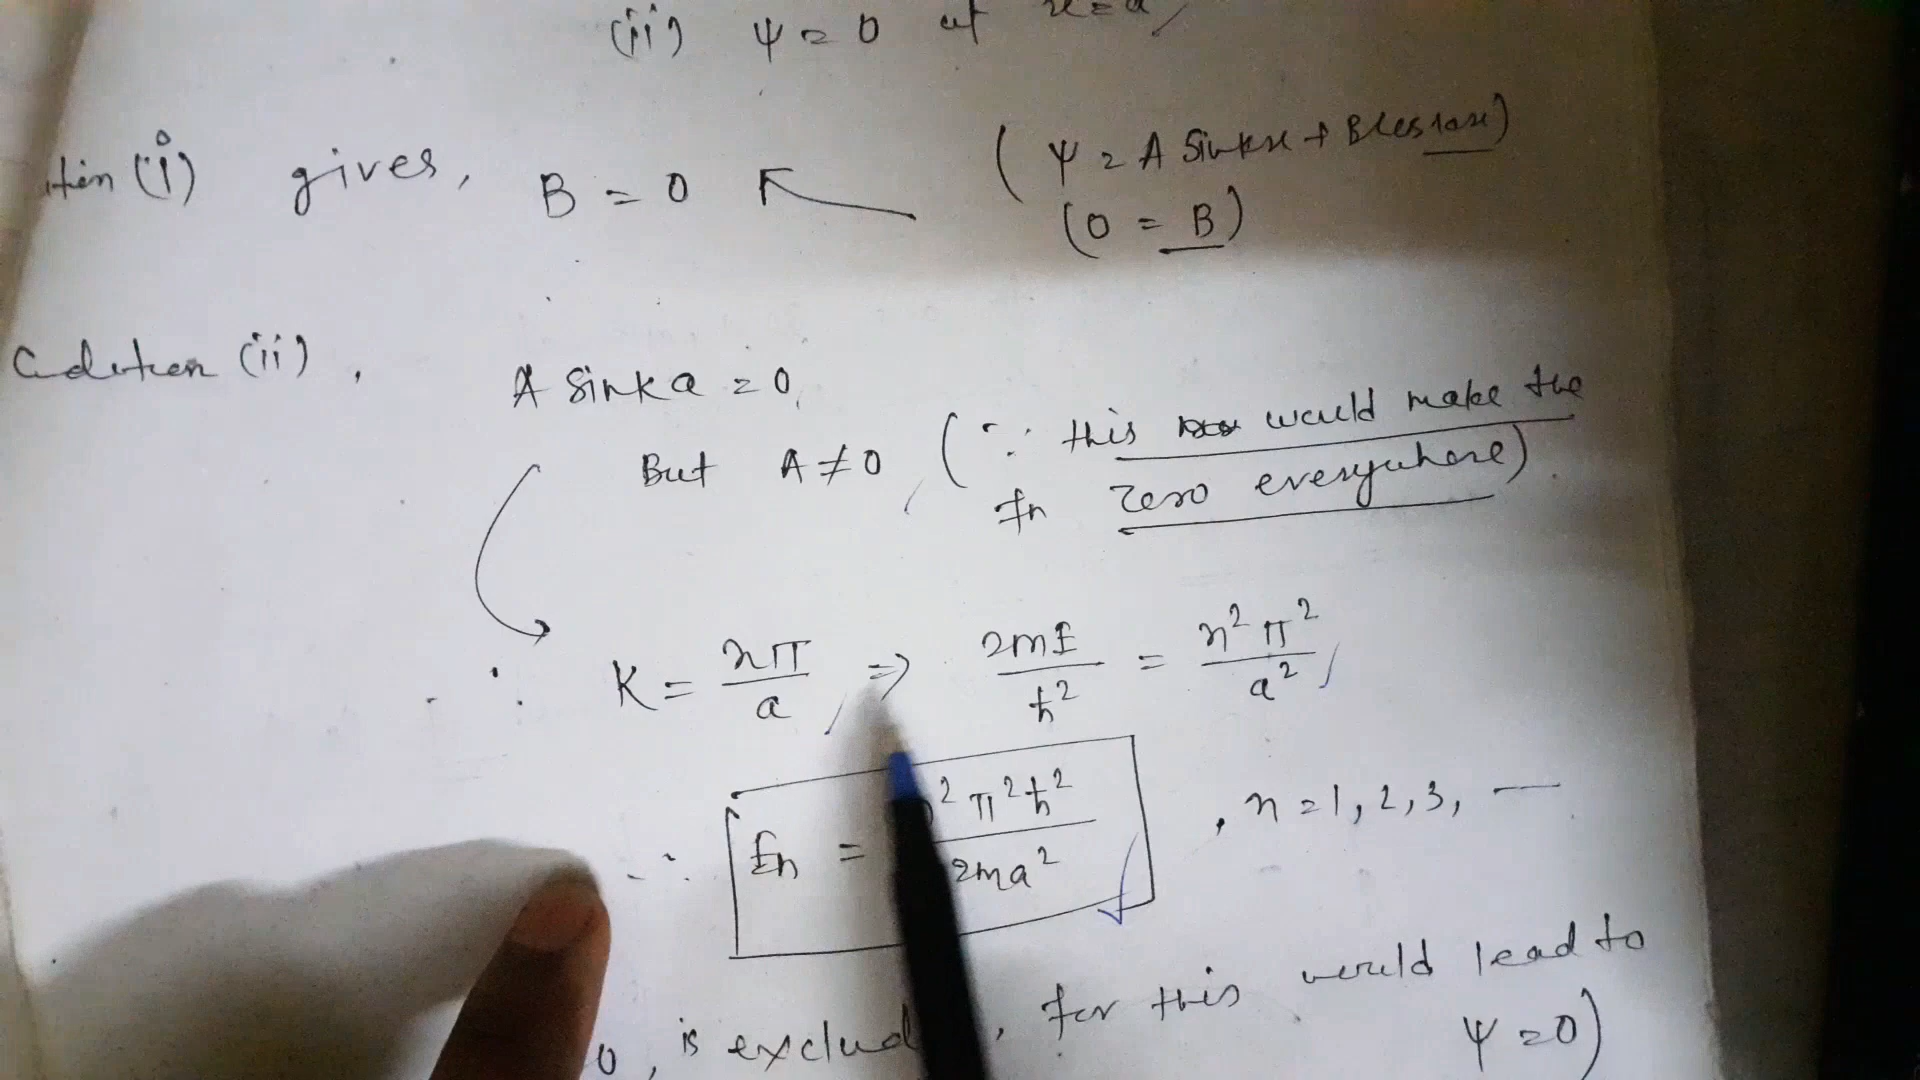 (ii) ψ = 0 at x = a,
(i) gives, B = 0 (ψ = A Sin kx + B Cos kx)
(0 = B)
Condition (ii), A Sin ka = 0,
But A ≠ 0, (∵ this would make the
fn zero everywhere).
∴ K = nπ/a, ⇒ 2mE/ħ² = n²π²/a²,
∴ En = n²π²ħ²/2ma², n = 1, 2, 3, —
0, is exclud, for this would lead to
ψ = 0)